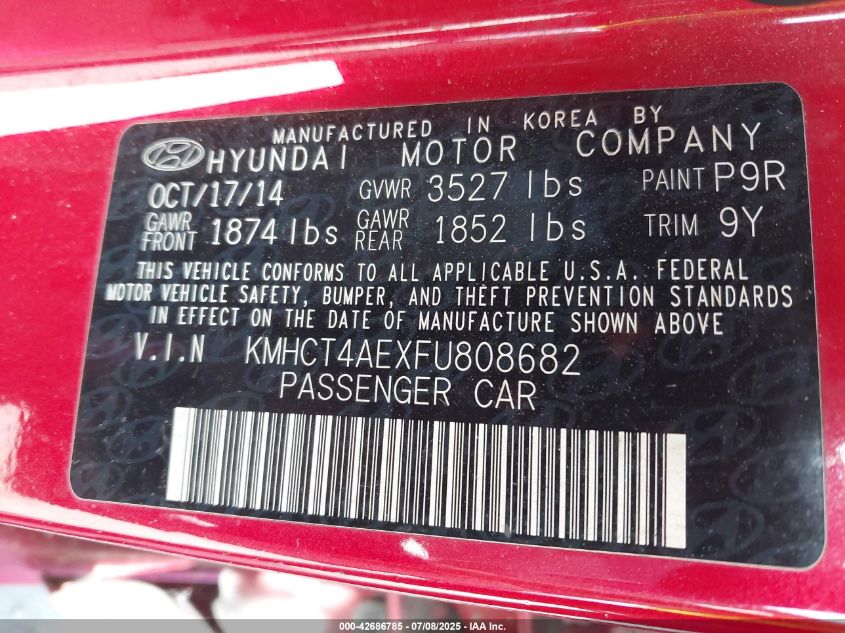 MANUFACTURED IN KOREA BY
HYUNDAI MOTOR COMPANY
OCT/17/14 GVWR 3527 lbs PAINT P9R
GAWR FRONT 1874 lbs GAWR REAR 1852 lbs TRIM 9Y
THIS VEHICLE CONFORMS TO ALL APPLICABLE U.S.A. FEDERAL
MOTOR VEHICLE SAFETY, BUMPER, AND THEFT PREVENTION STANDARDS
IN EFFECT ON THE DATE OF MANUFACTURE SHOWN ABOVE
V.I.N KMHCT4AEXFU808682
PASSENGER CAR
000-42686785 - 07/08/2025 - IAA Inc.